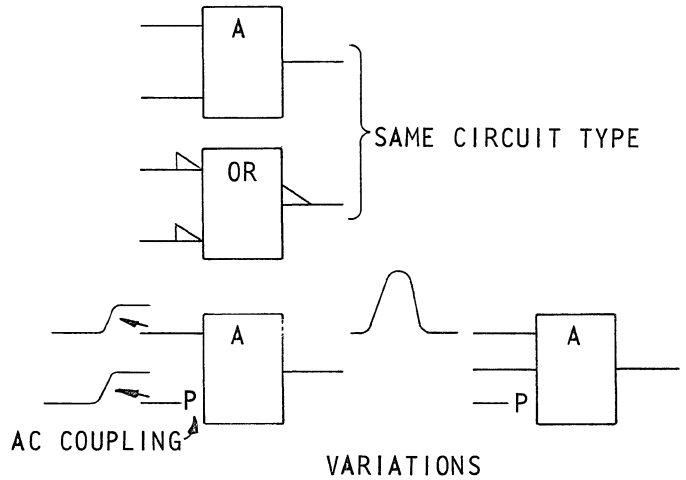 A
SAME CIRCUIT TYPE
OR
A
A
P
P
AC COUPLING
VARIATIONS